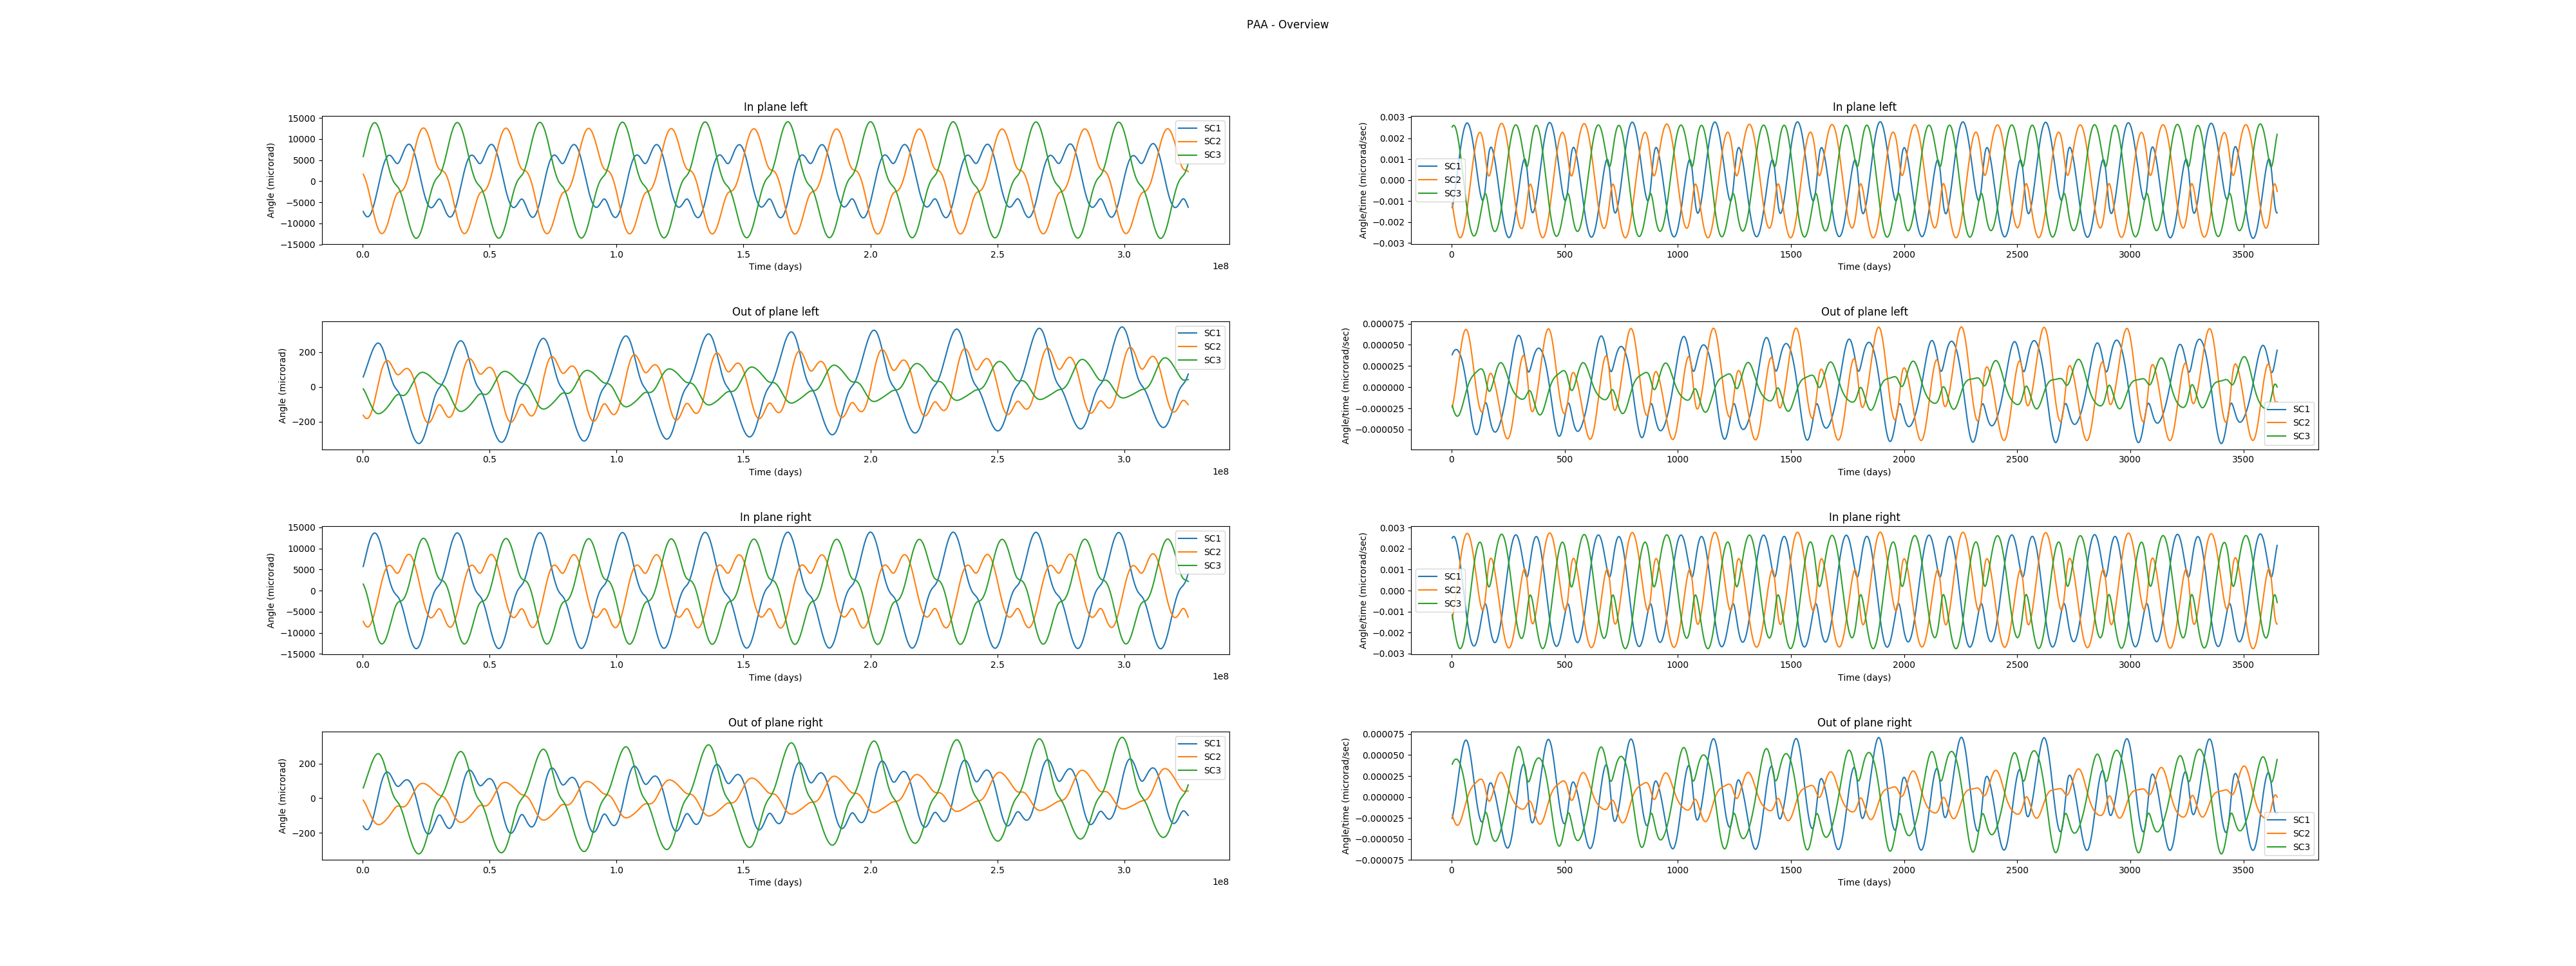 PAA - Overview
In plane left
Angle (microrad)
15000
10000
5000
0
−5000
−10000
−15000
SC1
SC2
SC3
0.0 0.5 1.0 1.5 2.0 2.5 3.0
Time (days)
1e8
In plane left
Angle/time (microrad/sec)
0.003
0.002
0.001
0.000
−0.001
−0.002
−0.003
SC1
SC2
SC3
0 500 1000 1500 2000 2500 3000 3500
Time (days)
Out of plane left
Angle (microrad)
200
0
−200
SC1
SC2
SC3
0.0 0.5 1.0 1.5 2.0 2.5 3.0
Time (days)
1e8
Out of plane left
Angle/time (microrad/sec)
0.000075
0.000050
0.000025
0.000000
−0.000025
−0.000050
SC1
SC2
SC3
0 500 1000 1500 2000 2500 3000 3500
Time (days)
In plane right
Angle (microrad)
15000
10000
5000
0
−5000
−10000
−15000
SC1
SC2
SC3
0.0 0.5 1.0 1.5 2.0 2.5 3.0
Time (days)
1e8
In plane right
Angle/time (microrad/sec)
0.003
0.002
0.001
0.000
−0.001
−0.002
−0.003
SC1
SC2
SC3
0 500 1000 1500 2000 2500 3000 3500
Time (days)
Out of plane right
Angle (microrad)
200
0
−200
SC1
SC2
SC3
0.0 0.5 1.0 1.5 2.0 2.5 3.0
Time (days)
1e8
Out of plane right
Angle/time (microrad/sec)
0.000075
0.000050
0.000025
0.000000
−0.000025
−0.000050
−0.000075
SC1
SC2
SC3
0 500 1000 1500 2000 2500 3000 3500
Time (days)